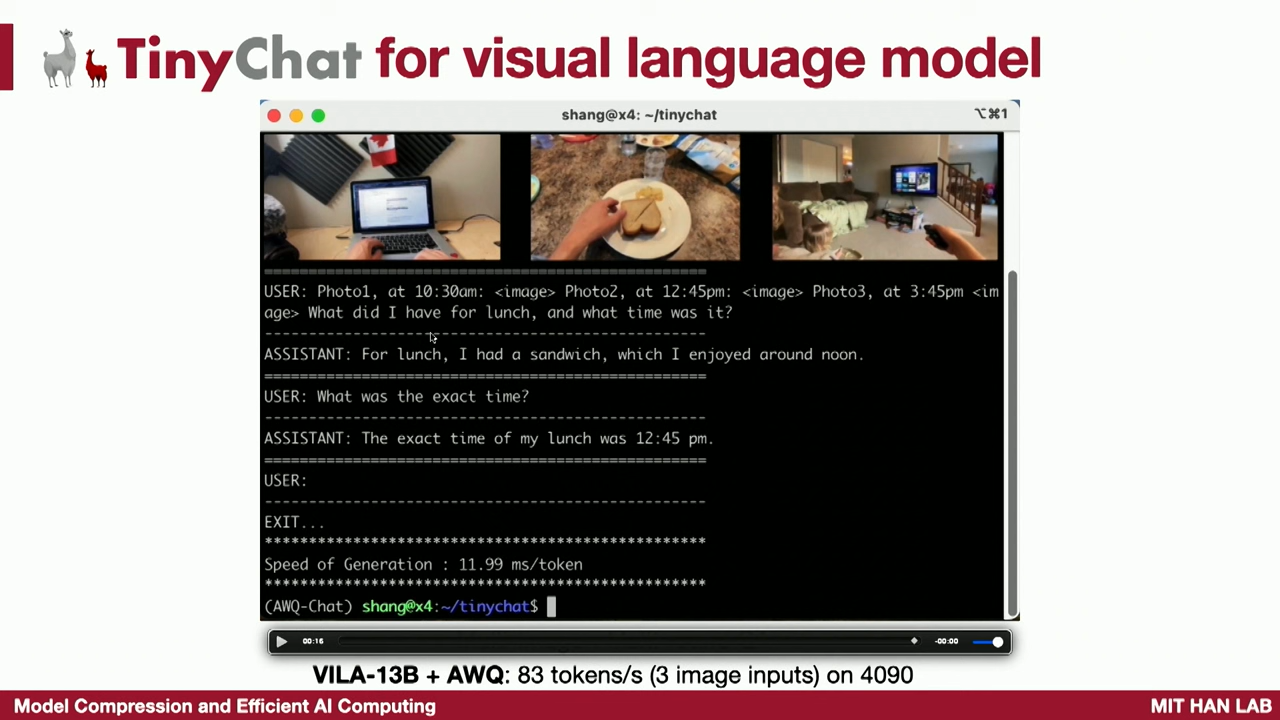 TinyChat for visual language model
shang@x4: ~/tinychat
⌥⌘1
=================================================
USER: Photo1, at 10:30am: <image> Photo2, at 12:45pm: <image> Photo3, at 3:45pm <im
age> What did I have for lunch, and what time was it?
--------------------------------------------------
ASSISTANT: For lunch, I had a sandwich, which I enjoyed around noon.
==================================================
USER: What was the exact time?
--------------------------------------------------
ASSISTANT: The exact time of my lunch was 12:45 pm.
==================================================
USER:
--------------------------------------------------
EXIT...
**************************************************
Speed of Generation : 11.99 ms/token
**************************************************
(AWQ-Chat) shang@x4:~/tinychat$
00:16
-00:00
VILA-13B + AWQ: 83 tokens/s (3 image inputs) on 4090
Model Compression and Efficient AI Computing
MIT HAN LAB